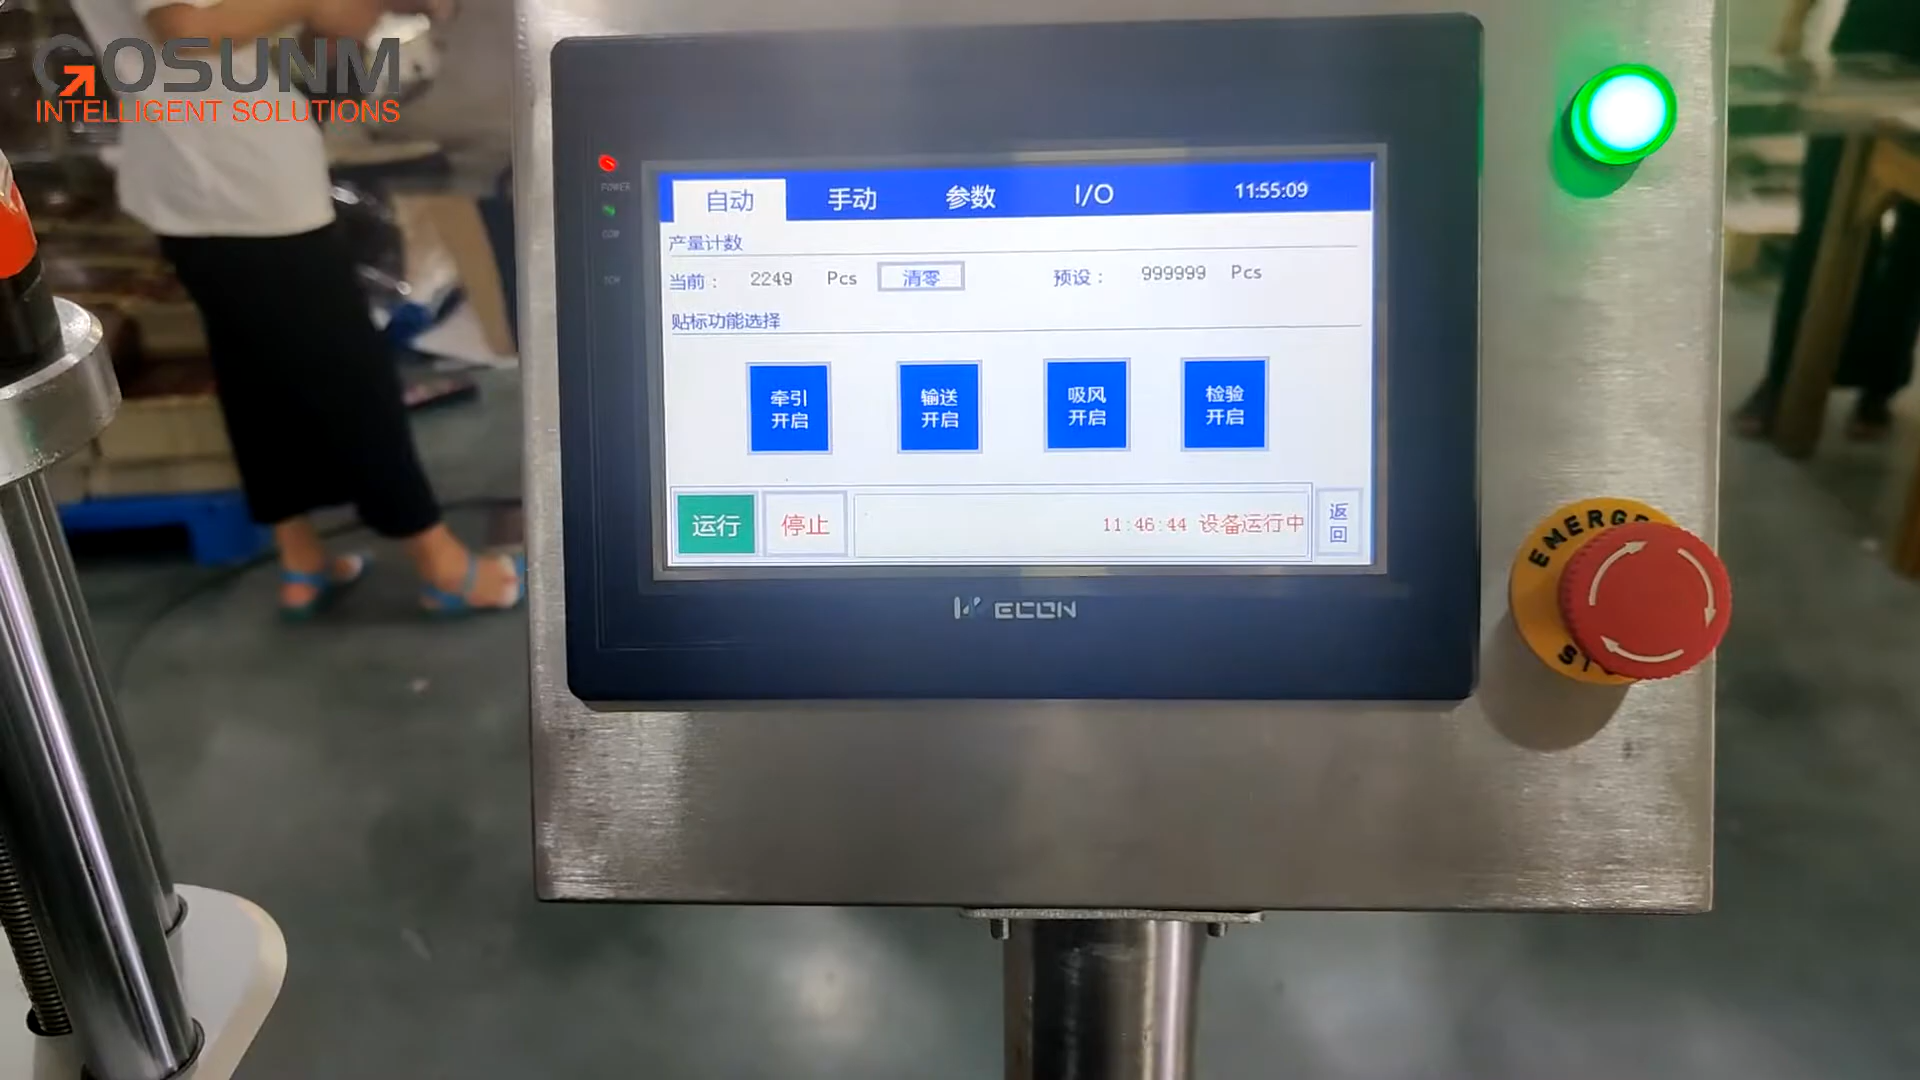 GOSUNM
INTELLIGENT SOLUTIONS
POWER
COM
自动 手动 参数 I/O 11:55:09
产量计数
当前： 2249 Pcs 清零 预设： 999999 Pcs
贴标功能选择
牵引
开启
输送
开启
吸风
开启
检验
开启
运行 停止 11:46:44 设备运行中 返
回
WECON
EMERGE